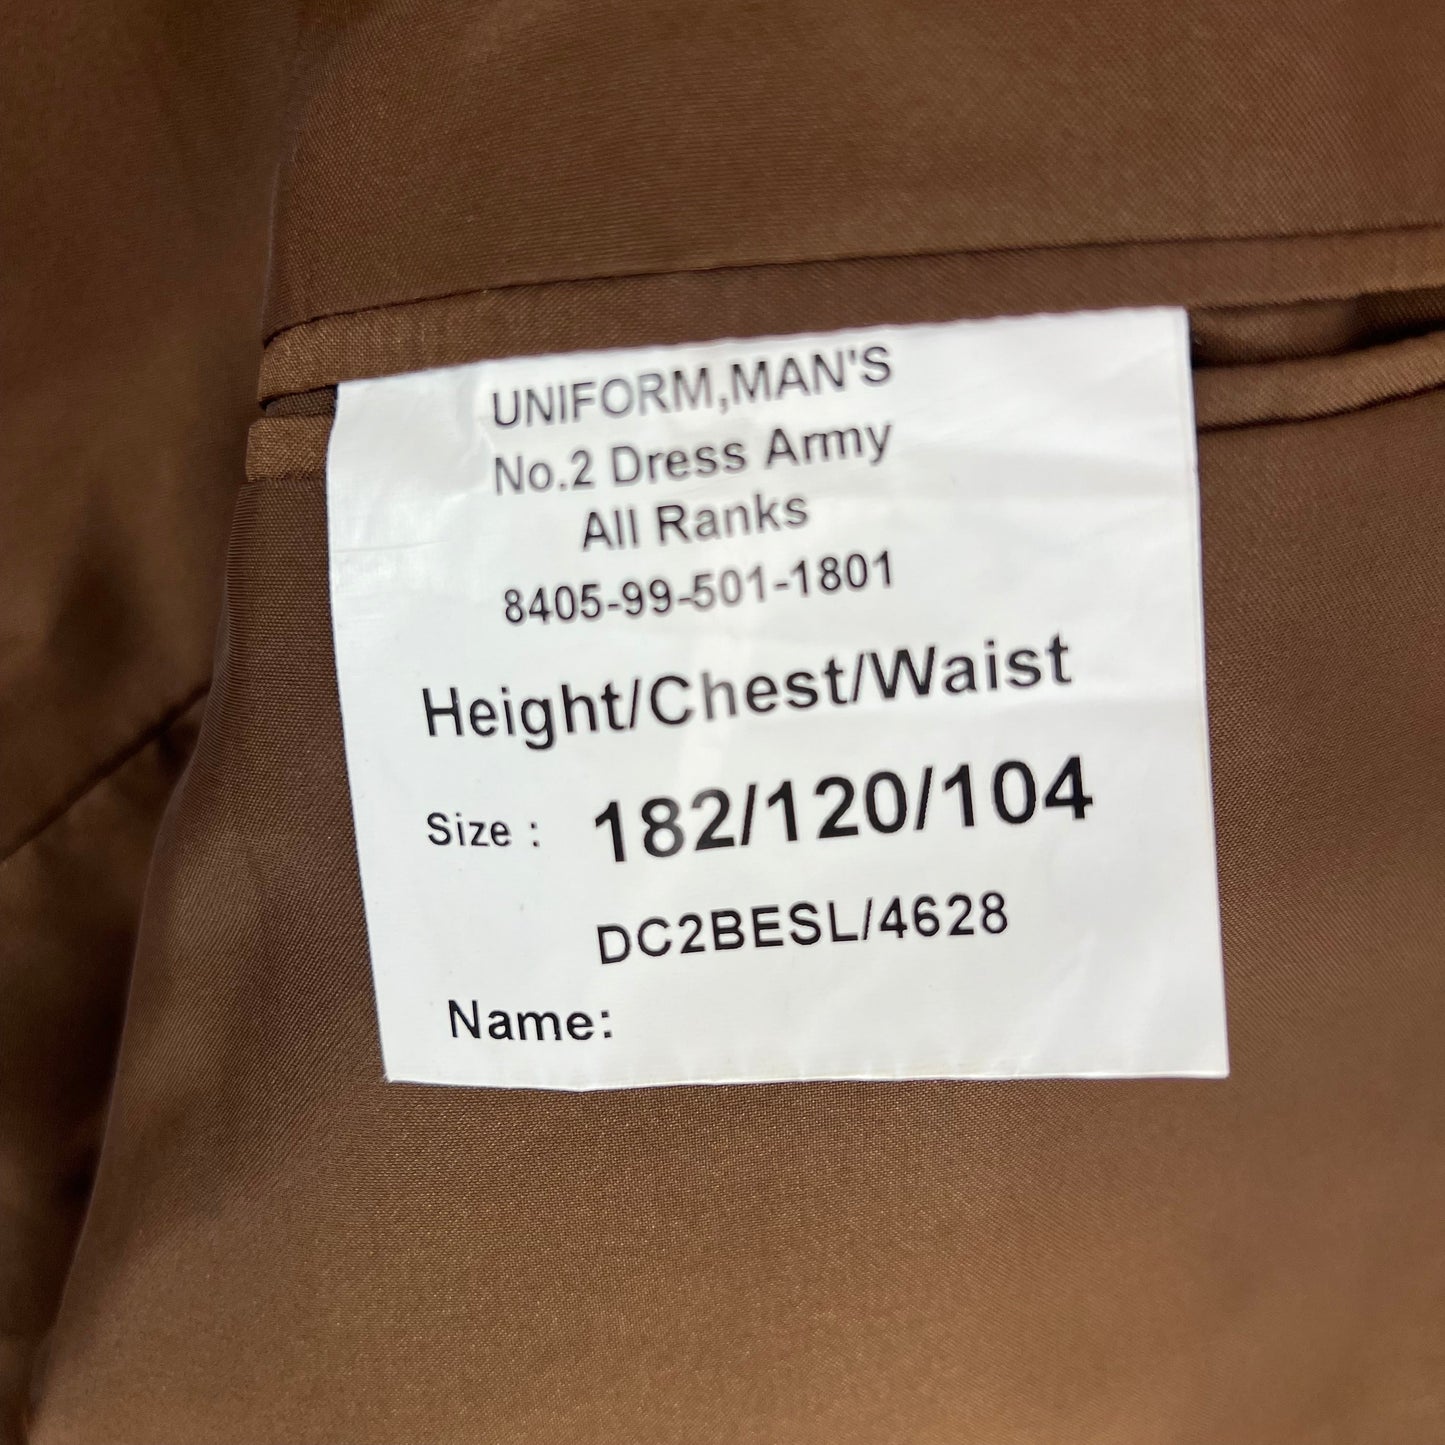 UNIFORM,MAN'S
No.2 Dress Army
All Ranks
8405-99-501-1801
Height/Chest/Waist
Size : 182/120/104
DC2BESL/4628
Name: